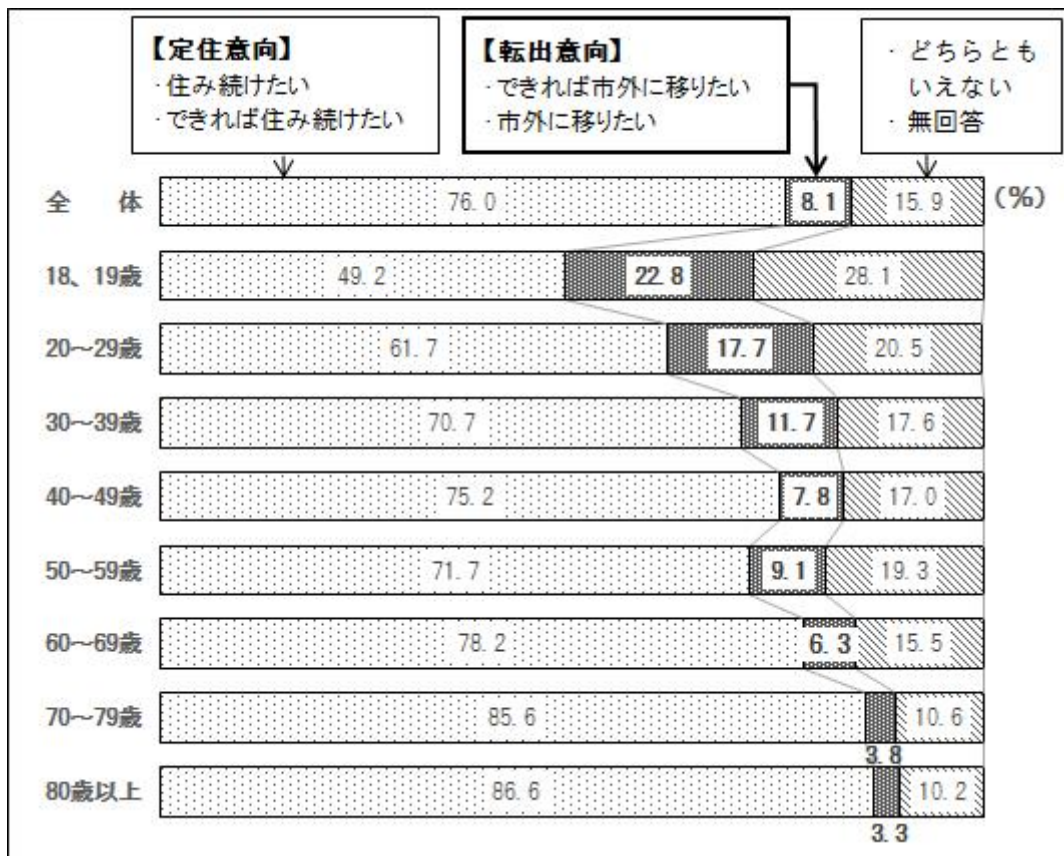 【定住意向】
・住み続けたい
・できれば住み続けたい
【転出意向】
・できれば市外に移りたい
・市外に移りたい
・どちらとも
いえない
・無回答
全 体 76.0 8.1 15.9 (%)
18、19歳 49.2 22.8 28.1
20～29歳 61.7 17.7 20.5
30～39歳 70.7 11.7 17.6
40～49歳 75.2 7.8 17.0
50～59歳 71.7 9.1 19.3
60～69歳 78.2 6.3 15.5
70～79歳 85.6 3.8 10.6
80歳以上 86.6 3.3 10.2